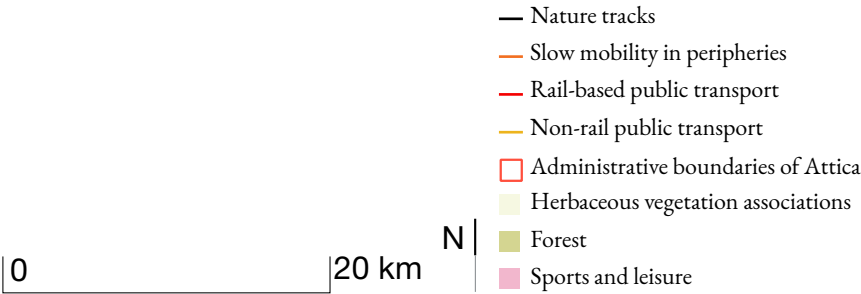 Nature tracks
Slow mobility in peripheries
Rail-based public transport
Non-rail public transport
Administrative boundaries of Attica
Herbaceous vegetation associations
Forest
Sports and leisure
N
0 20 km